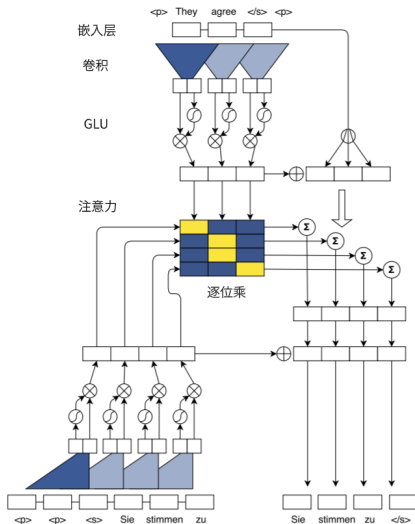 <p> They agree </s> <p>
嵌入层
卷积
GLU
注意力
Σ
Σ
Σ
Σ
逐位乘
<p> <p> <s> Sie stimmen zu
Sie stimmen zu </s>